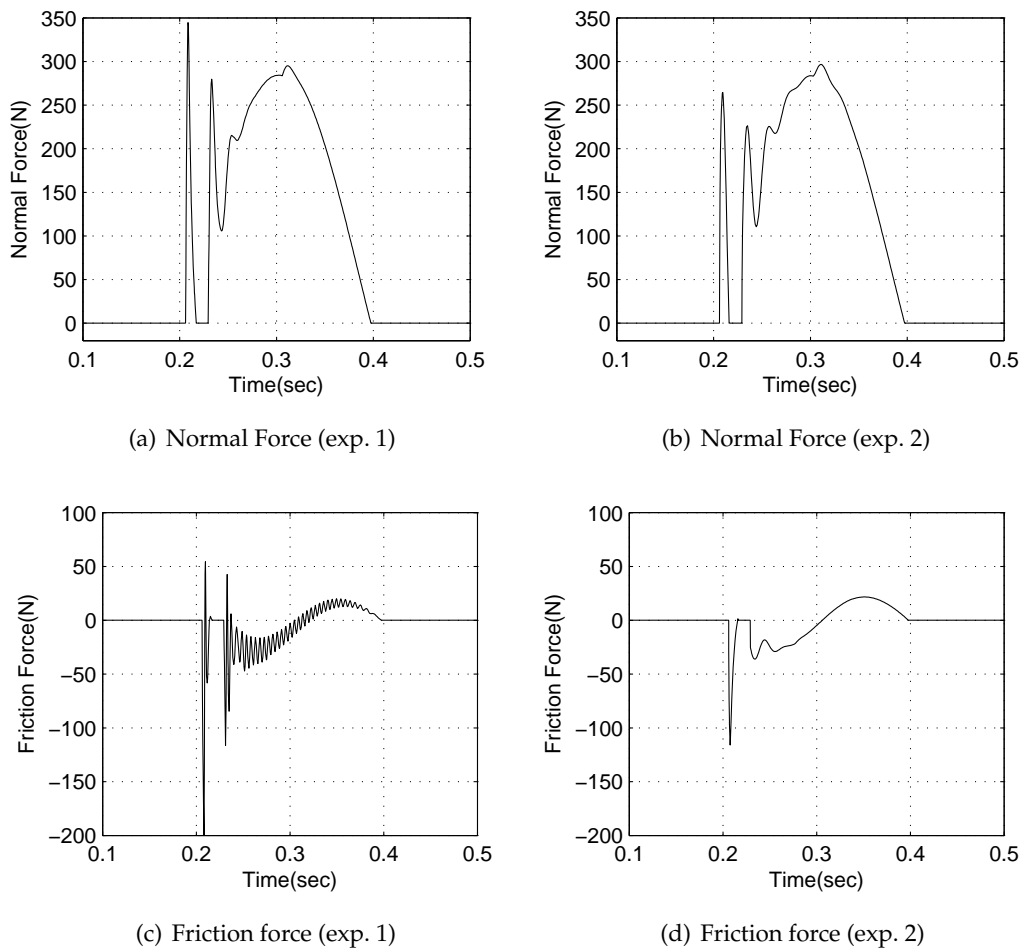 350
300
250
200
150
100
50
0
Normal Force(N)
0.1 0.2 0.3 0.4 0.5
Time(sec)
(a) Normal Force (exp. 1)
350
300
250
200
150
100
50
0
Normal Force(N)
0.1 0.2 0.3 0.4 0.5
Time(sec)
(b) Normal Force (exp. 2)
100
50
0
−50
−100
−150
−200
Friction Force(N)
0.1 0.2 0.3 0.4 0.5
Time(sec)
(c) Friction force (exp. 1)
100
50
0
−50
−100
−150
−200
Friction Force(N)
0.1 0.2 0.3 0.4 0.5
Time(sec)
(d) Friction force (exp. 2)